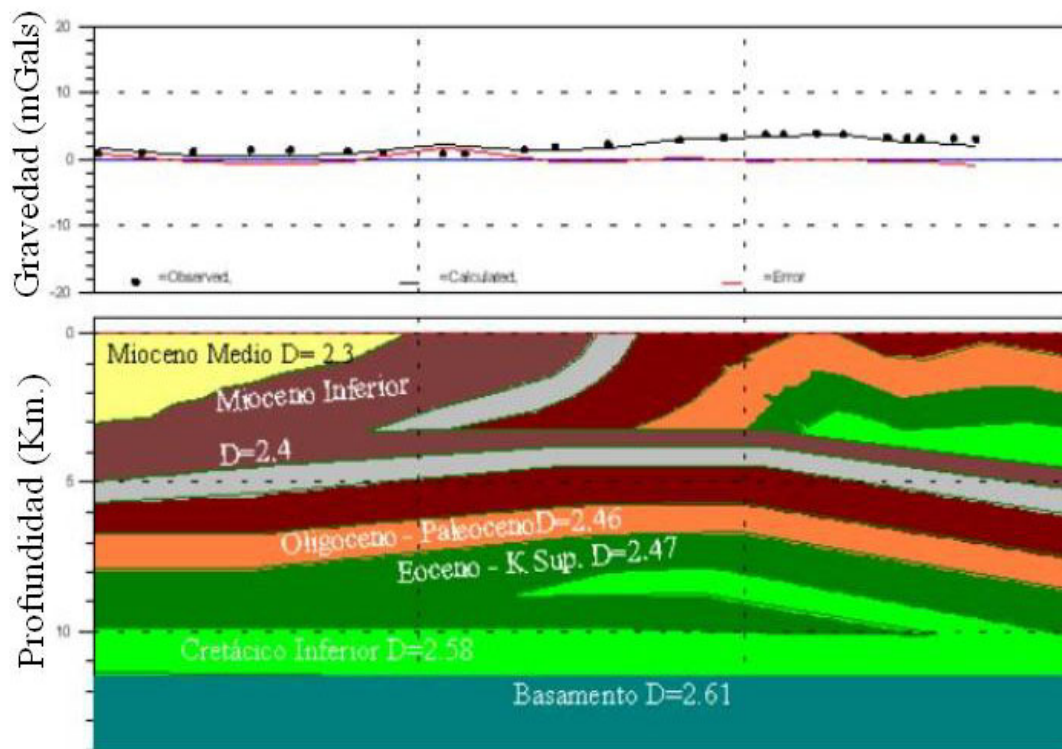 Gravedad (mGals)
20
10
0
-10
-20
=Observed,
=Calculated,
=Error
Profundidad (Km.)
0
5
10
Mioceno Medio D= 2.3
Mioceno Inferior
D=2.4
Oligoceno - PaleocenoD=2.46
Eoceno - K.Sup. D=2.47
Cretácico Inferior D=2.58
Basamento D=2.61